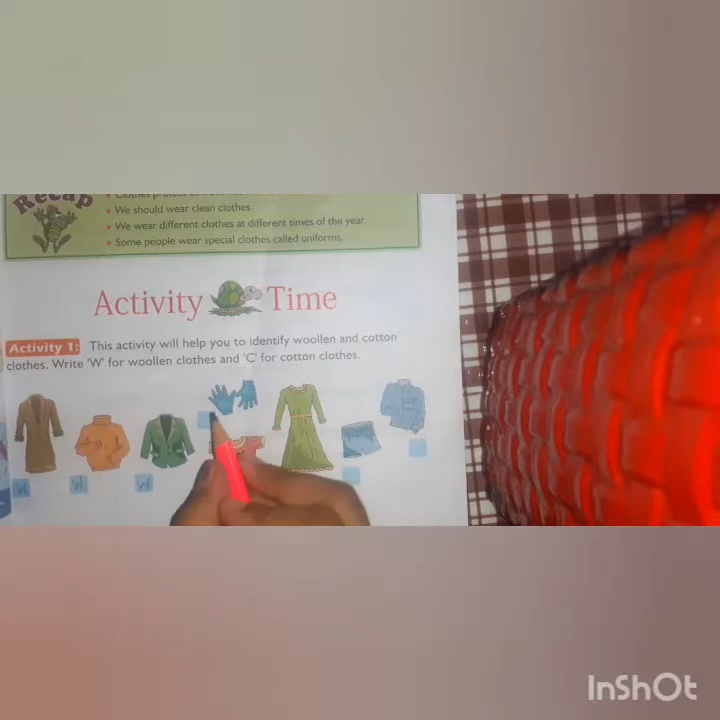 Recap
• Clothes protect
• We should wear clean clothes.
• We wear different clothes at different times of the year
• Some people wear special clothes called uniforms.
Activity Time
Activity 1: This activity will help you to identify woollen and cotton
clothes. Write 'W' for woollen clothes and 'C' for cotton clothes.
W W W
InShOt